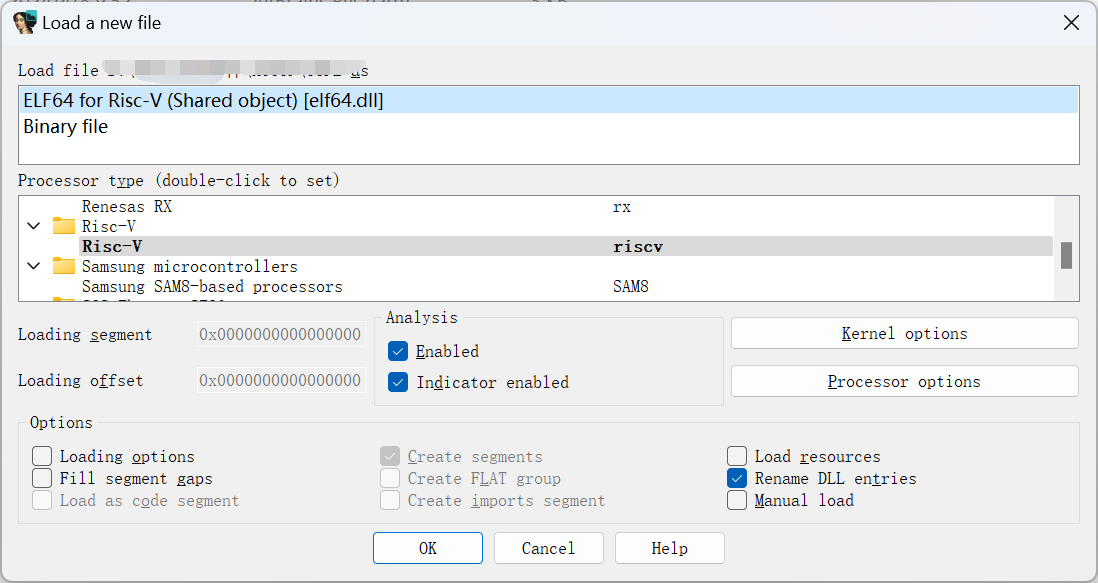 Load a new file
Load file
ELF64 for Risc-V (Shared object) [elf64.dll]
Binary file
Processor type (double-click to set)
Renesas RX rx
Risc-V
Risc-V riscv
Samsung microcontrollers
Samsung SAM8-based processors SAM8
Loading segment 0x0000000000000000
Loading offset 0x0000000000000000
Analysis
Enabled
Indicator enabled
Kernel options
Processor options
Options
Loading options
Fill segment gaps
Load as code segment
Create segments
Create FLAT group
Create imports segment
Load resources
Rename DLL entries
Manual load
OK Cancel Help